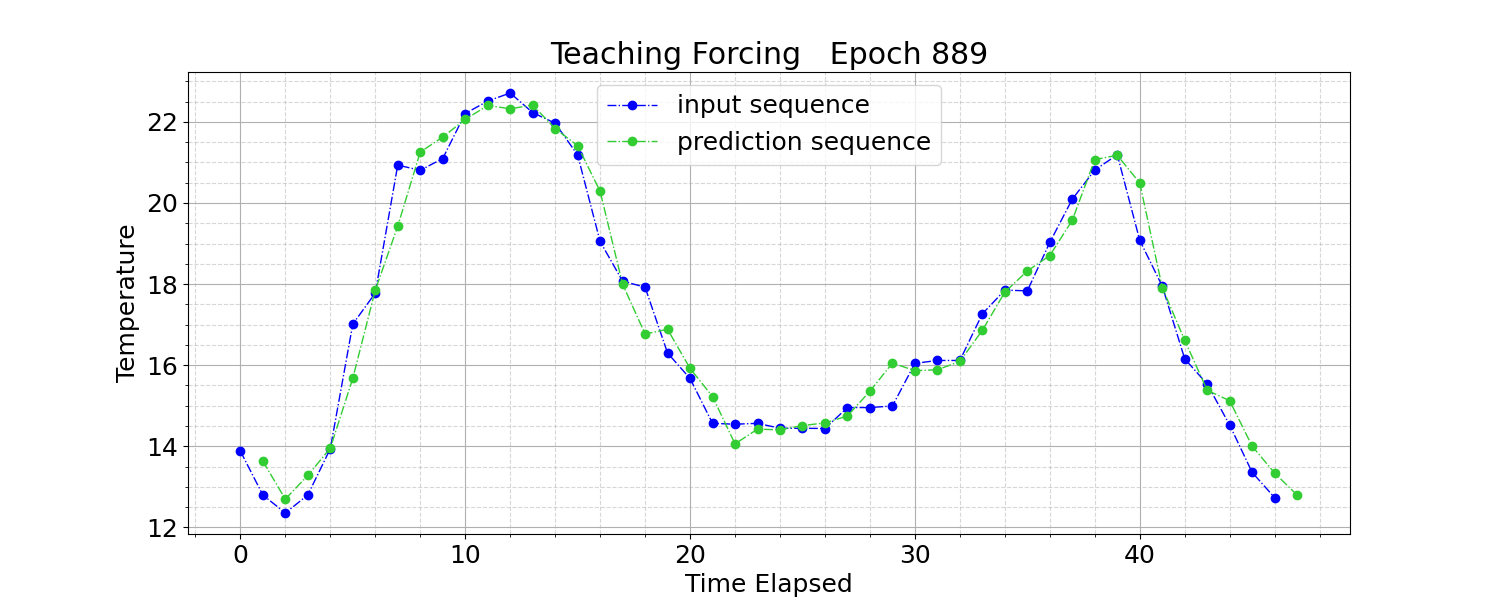 Teaching Forcing   Epoch 889
input sequence
prediction sequence
Temperature
22
20
18
16
14
12
0 10 20 30 40
Time Elapsed